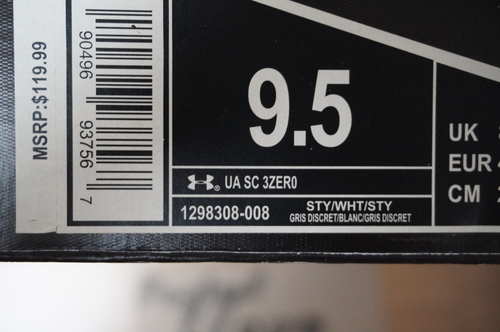 MSRP:$119.99
90496 93756 7
9.5
UA SC 3ZER0
1298308-008
STY/WHT/STY
GRIS DISCRET/BLANC/GRIS DISCRET
UK
EUR
CM